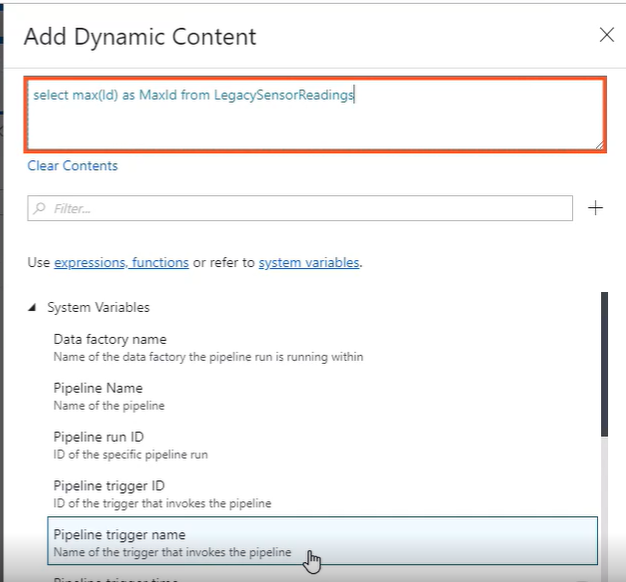 Add Dynamic Content
select max(Id) as MaxId from LegacySensorReadings
Clear Contents
Filter...
Use expressions, functions or refer to system variables.
System Variables
Data factory name
Name of the data factory the pipeline run is running within
Pipeline Name
Name of the pipeline
Pipeline run ID
ID of the specific pipeline run
Pipeline trigger ID
ID of the trigger that invokes the pipeline
Pipeline trigger name
Name of the trigger that invokes the pipeline
Pipeline trigger time